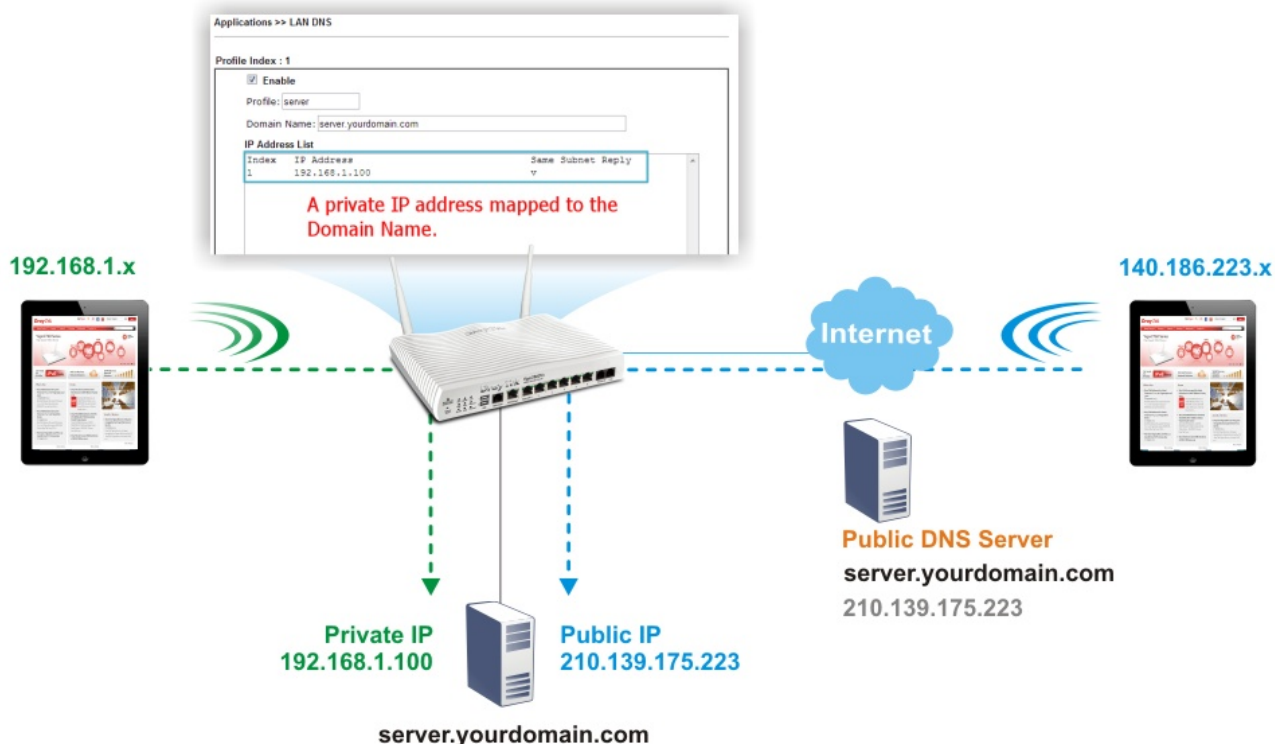 Applications >> LAN DNS
Profile Index : 1
Enable
Profile: server
Domain Name: server.yourdomain.com
IP Address List
Index IP Address Same Subnet Reply
1 192.168.1.100 ▽
A private IP address mapped to the
Domain Name.
192.168.1.x
140.186.223.x
Internet
Public DNS Server
server.yourdomain.com
210.139.175.223
Private IP
192.168.1.100
Public IP
210.139.175.223
server.yourdomain.com